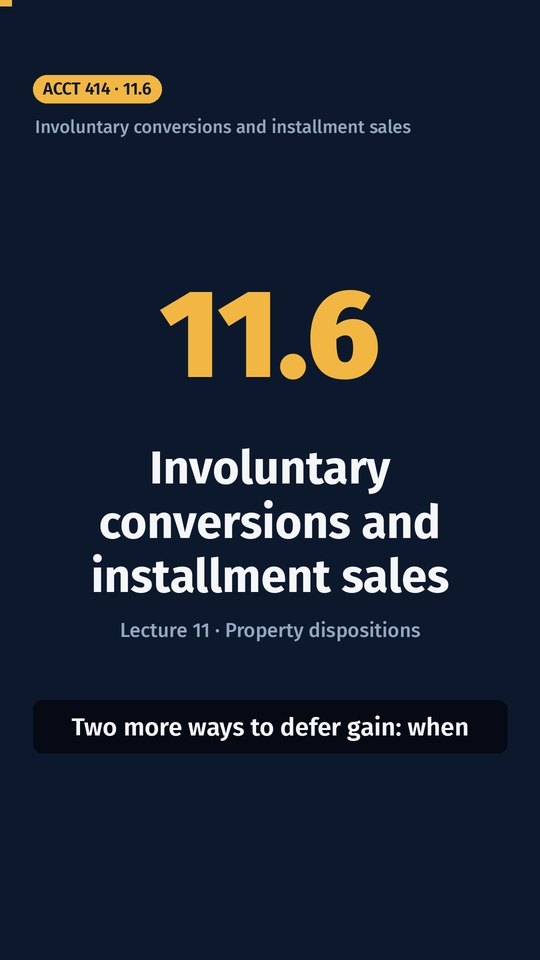 ACCT 414 · 11.6
Involuntary conversions and installment sales
11.6
Involuntary
conversions and
installment sales
Lecture 11 · Property dispositions
Two more ways to defer gain: when